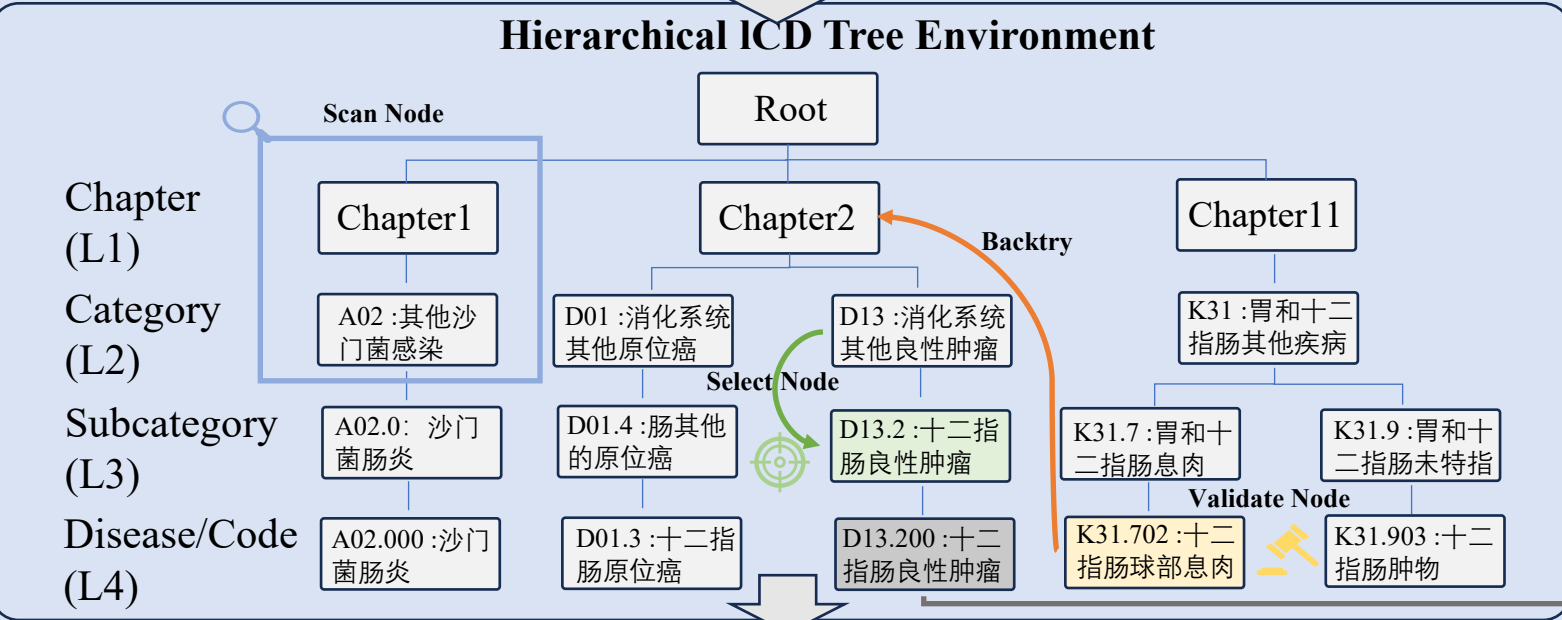 Hierarchical ICD Tree Environment
Scan Node
Root
Chapter
(L1)
Chapter1
Chapter2
Chapter11
Backtry
Category
(L2)
A02 :其他沙
门菌感染
D01 :消化系统
其他原位癌
D13 :消化系统
其他良性肿瘤
K31 :胃和十二
指肠其他疾病
Select Node
Subcategory
(L3)
A02.0: 沙门
菌肠炎
D01.4 :肠其他
的原位癌
D13.2 :十二指
肠良性肿瘤
K31.7 :胃和十
二指肠息肉
K31.9 :胃和十
二指肠未特指
Validate Node
Disease/Code
(L4)
A02.000 :沙门
菌肠炎
D01.3 :十二指
肠原位癌
D13.200 :十二
指肠良性肿瘤
K31.702 :十二
指肠球部息肉
K31.903 :十二
指肠肿物